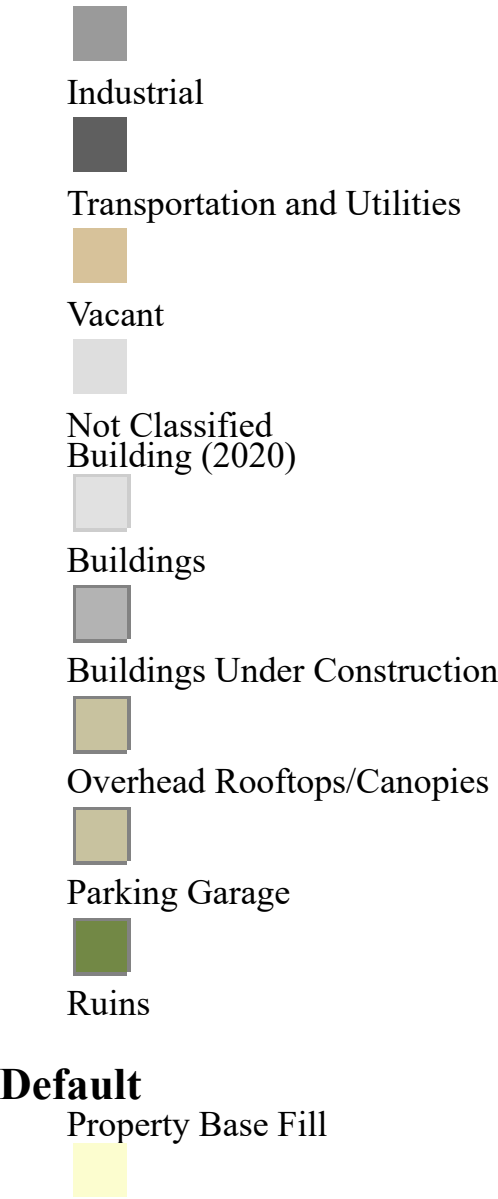 Industrial
Transportation and Utilities
Vacant
Not Classified
Building (2020)
Buildings
Buildings Under Construction
Overhead Rooftops/Canopies
Parking Garage
Ruins
Default
Property Base Fill